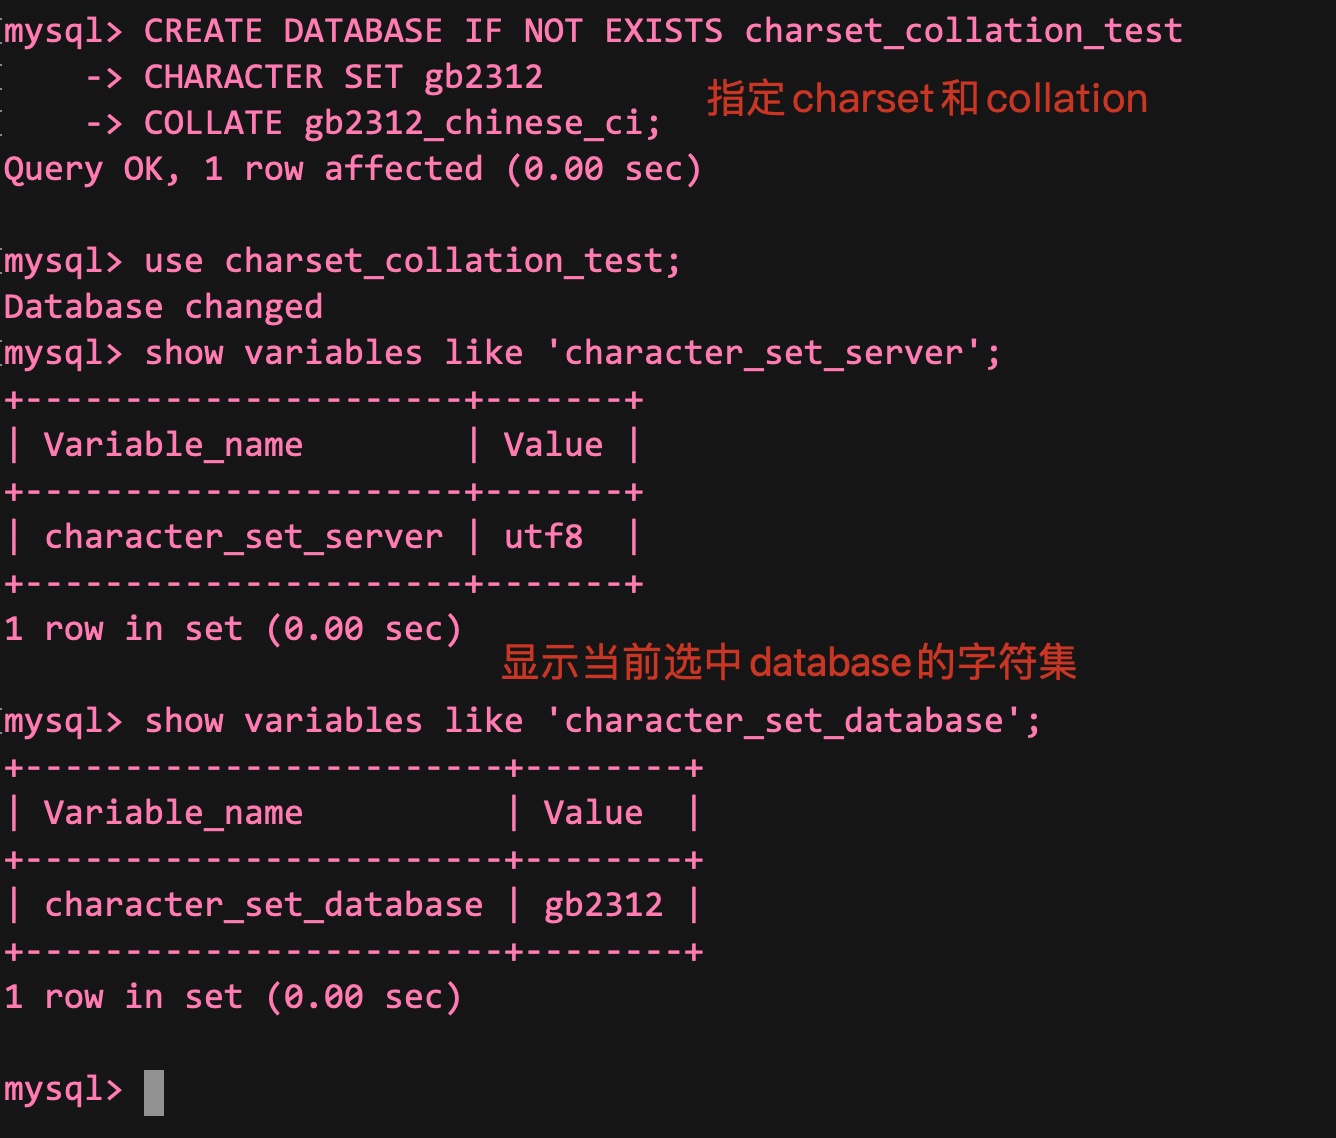 mysql> CREATE DATABASE IF NOT EXISTS charset_collation_test
    -> CHARACTER SET gb2312
指定charset和collation
    -> COLLATE gb2312_chinese_ci;
Query OK, 1 row affected (0.00 sec)
mysql> use charset_collation_test;
Database changed
mysql> show variables like 'character_set_server';
+----------------------+-------+
| Variable_name        | Value |
+----------------------+-------+
| character_set_server | utf8  |
+----------------------+-------+
1 row in set (0.00 sec)
显示当前选中database的字符集
mysql> show variables like 'character_set_database';
+------------------------+--------+
| Variable_name          | Value  |
+------------------------+--------+
| character_set_database | gb2312 |
+------------------------+--------+
1 row in set (0.00 sec)
mysql>